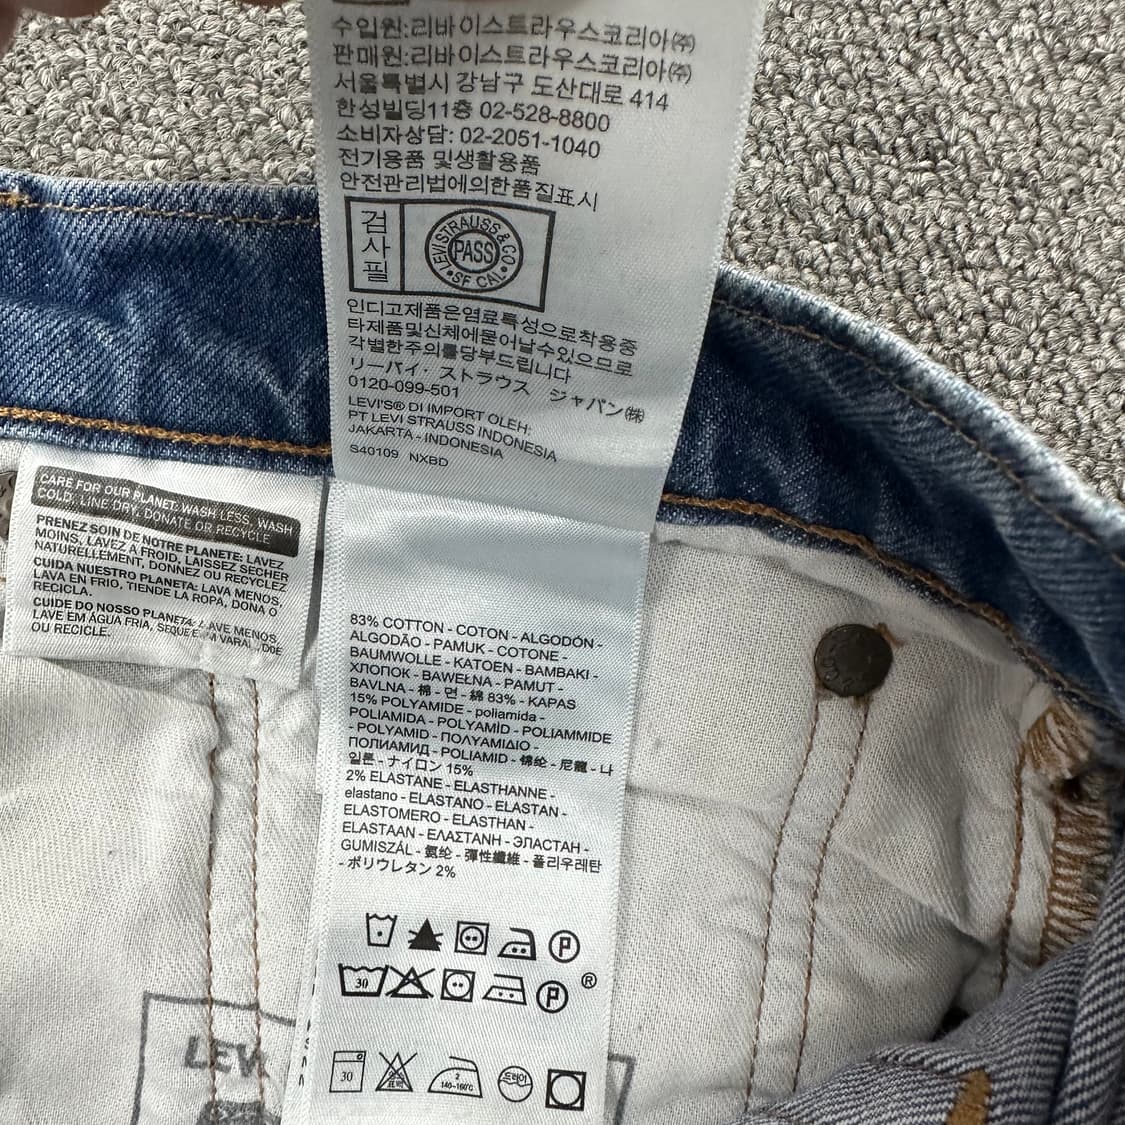 수입원:리바이스트라우스코리아㈜
판매원:리바이스트라우스코리아㈜
서울특별시 강남구 도산대로 414
한성빌딩11층 02-528-8800
소비자상담: 02-2051-1040
전기용품 및생활용품
안전관리법에의한품질표시
검사필
LEVI STRAUSS & CO
PASS
SF CAL
인디고제품은염료특성으로착용중
타제품및신체에묻어날수있으므로
각별한주의를당부드립니다
リーバイ・ストラウス ジャパン㈱
0120-099-501
LEVI'S® DI IMPORT OLEH:
PT LEVI STRAUSS INDONESIA
JAKARTA - INDONESIA
S40109 NXBD
CARE FOR OUR PLANET: WASH LESS, WASH
COLD, LINE DRY, DONATE OR RECYCLE
PRENEZ SOIN DE NOTRE PLANETE: LAVEZ
MOINS, LAVEZ A FROID, LAISSEZ SECHER
NATURELLEMENT, DONNEZ OU RECYCLEZ
CUIDA NUESTRO PLANETA: LAVA MENOS,
LAVA EN FRIO, TIENDE LA ROPA, DONA O
RECICLA.
CUIDE DO NOSSO PLANETA: LAVE MENOS,
LAVE EM ÁGUA FRIA,
OU RECICLE.
83% COTTON - COTON - ALGODÓN -
ALGODÃO - PAMUK - COTONE -
BAUMWOLLE - KATOEN - BAMBAKI -
ХЛОПОК - BAWEŁNA - PAMUT -
BAVLNA - 棉 - 면 - 綿 83% - KAPAS
15% POLYAMIDE - poliamida -
POLIAMIDA - POLYAMİD - POLIAMMIDE
- POLYAMID - ΠΟΛΥΑΜΙΔΙΟ -
ПОЛИАМИД - POLIAMID - 锦纶 - 尼龍 - 나
일론 - ナイロン 15%
2% ELASTANE - ELASTHANNE -
elastano - ELASTANO - ELASTAN -
ELASTOMERO - ELASTHAN -
ELASTAAN - ΕΛΑΣΤΑΝΗ - ЭЛАСТАН -
GUMISZÁL - 氨纶 - 彈性纖維 - 폴리우레탄
- ポリウレタン 2%
P
30 P ®
30 2 140~160°C 드라이
LEV